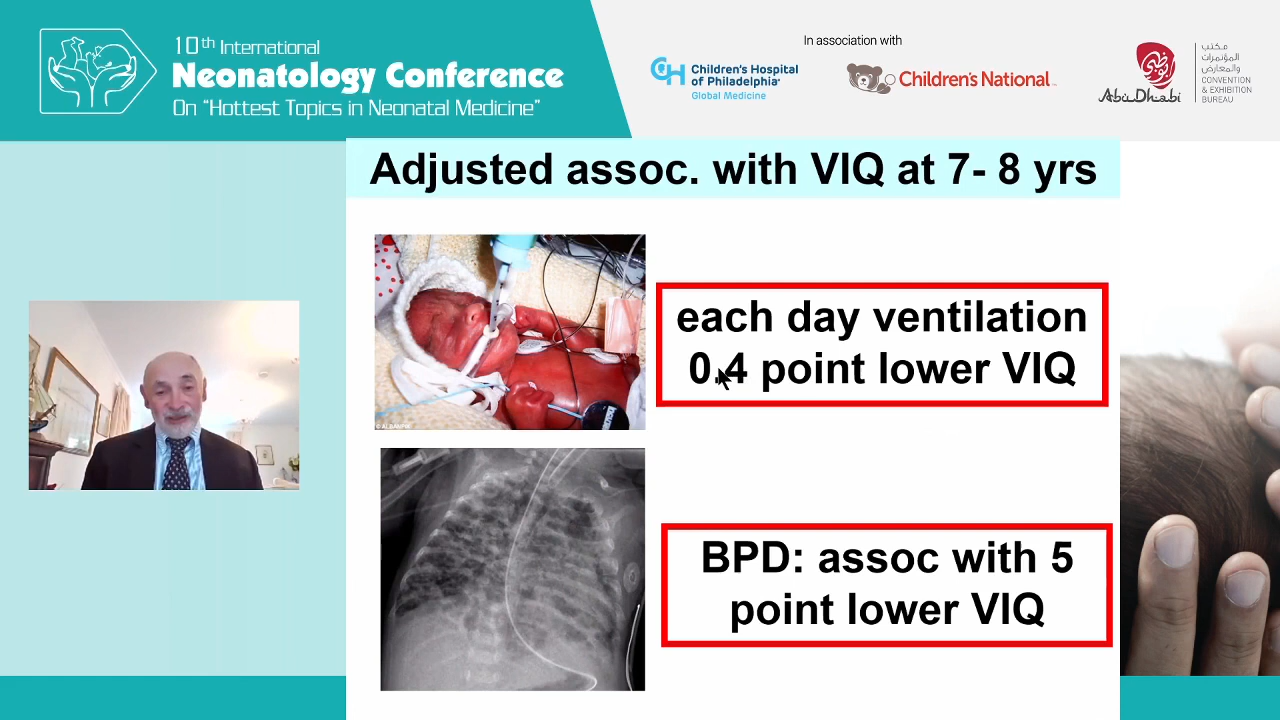 10th International
Neonatology Conference
On “Hottest Topics in Neonatal Medicine”
In association with
CH Children's Hospital
of Philadelphia
Global Medicine
Children's National
أبوظبي
Abu Dhabi
مكتب
المؤتمرات
والمعارض
CONVENTION
& EXHIBITION
BUREAU
Adjusted assoc. with VIQ at 7- 8 yrs
each day ventilation
0.4 point lower VIQ
BPD: assoc with 5
point lower VIQ